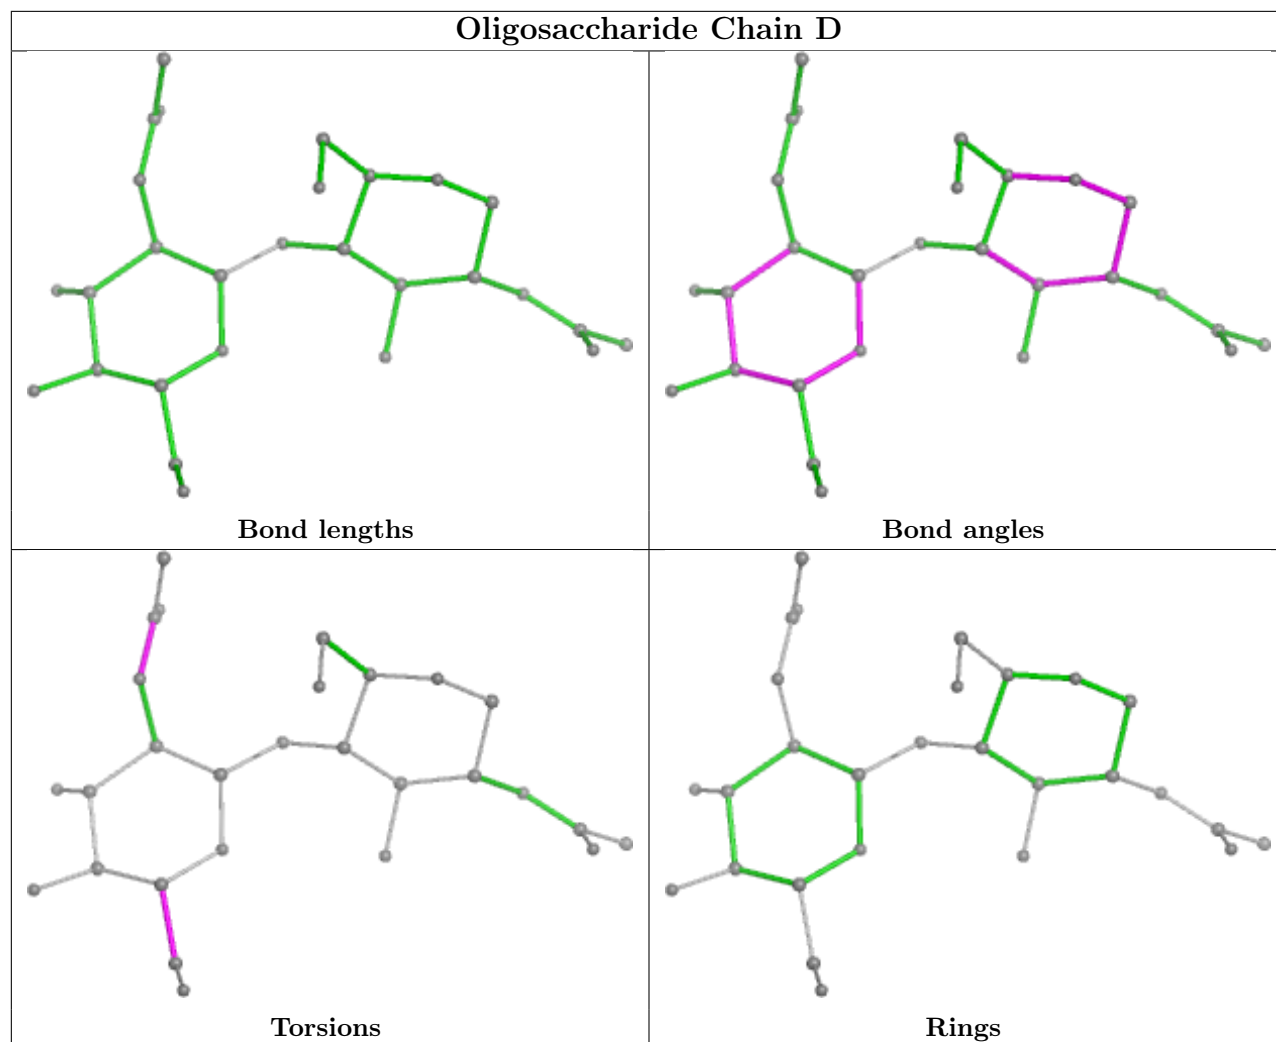 Oligosaccharide Chain D
Bond lengths
Bond angles
Torsions
Rings